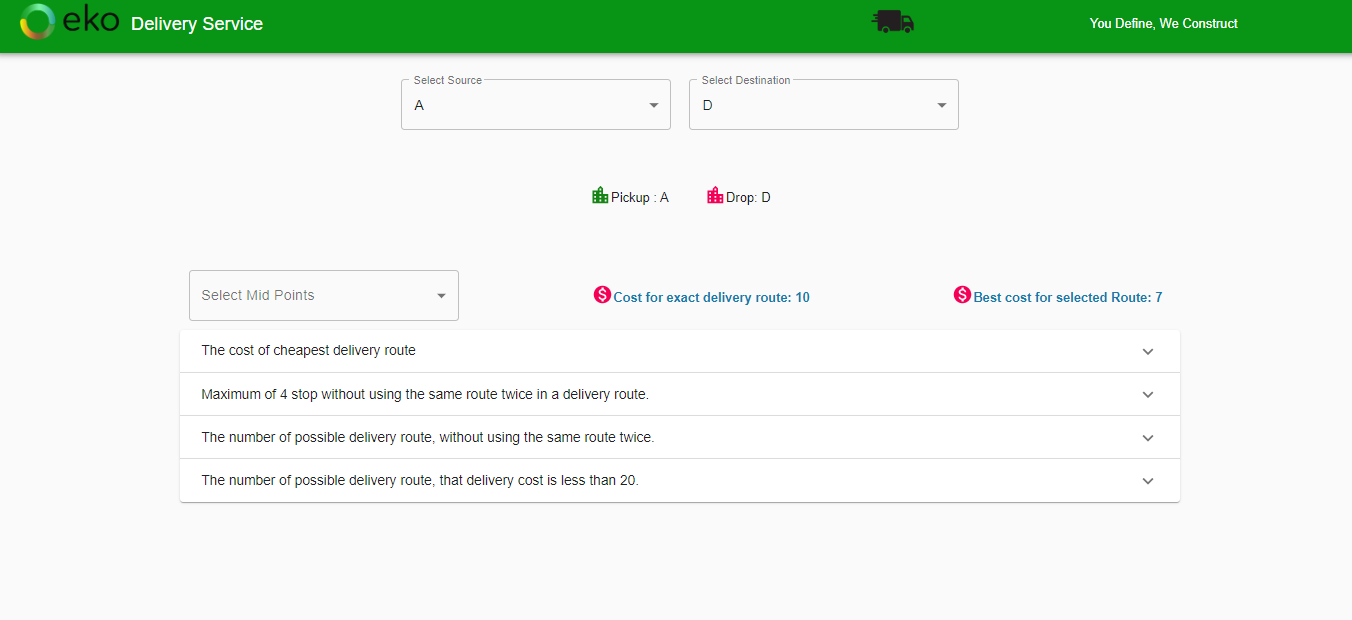 eko Delivery Service
You Define, We Construct
Select Source
Select Destination
A
D
Pickup : A
Drop: D
Select Mid Points
$ Cost for exact delivery route: 10
$ Best cost for selected Route: 7
The cost of cheapest delivery route
Maximum of 4 stop without using the same route twice in a delivery route.
The number of possible delivery route, without using the same route twice.
The number of possible delivery route, that delivery cost is less than 20.